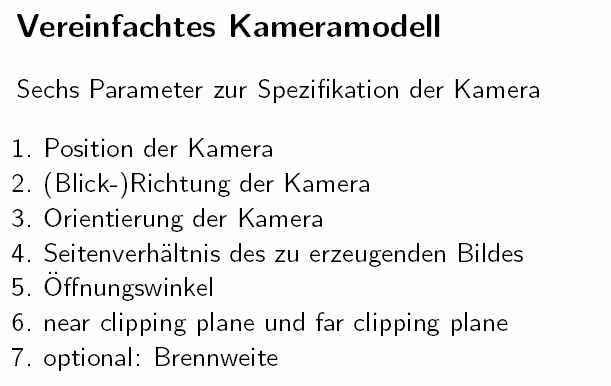 Vereinfachtes Kameramodell
Sechs Parameter zur Spezifikation der Kamera
1. Position der Kamera
2. (Blick-)Richtung der Kamera
3. Orientierung der Kamera
4. Seitenverhältnis des zu erzeugenden Bildes
5. Öffnungswinkel
6. near clipping plane und far clipping plane
7. optional: Brennweite